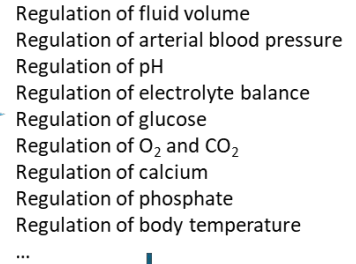 Regulation of fluid volume
Regulation of arterial blood pressure
Regulation of pH
Regulation of electrolyte balance
Regulation of glucose
Regulation of O₂ and CO₂
Regulation of calcium
Regulation of phosphate
Regulation of body temperature
...